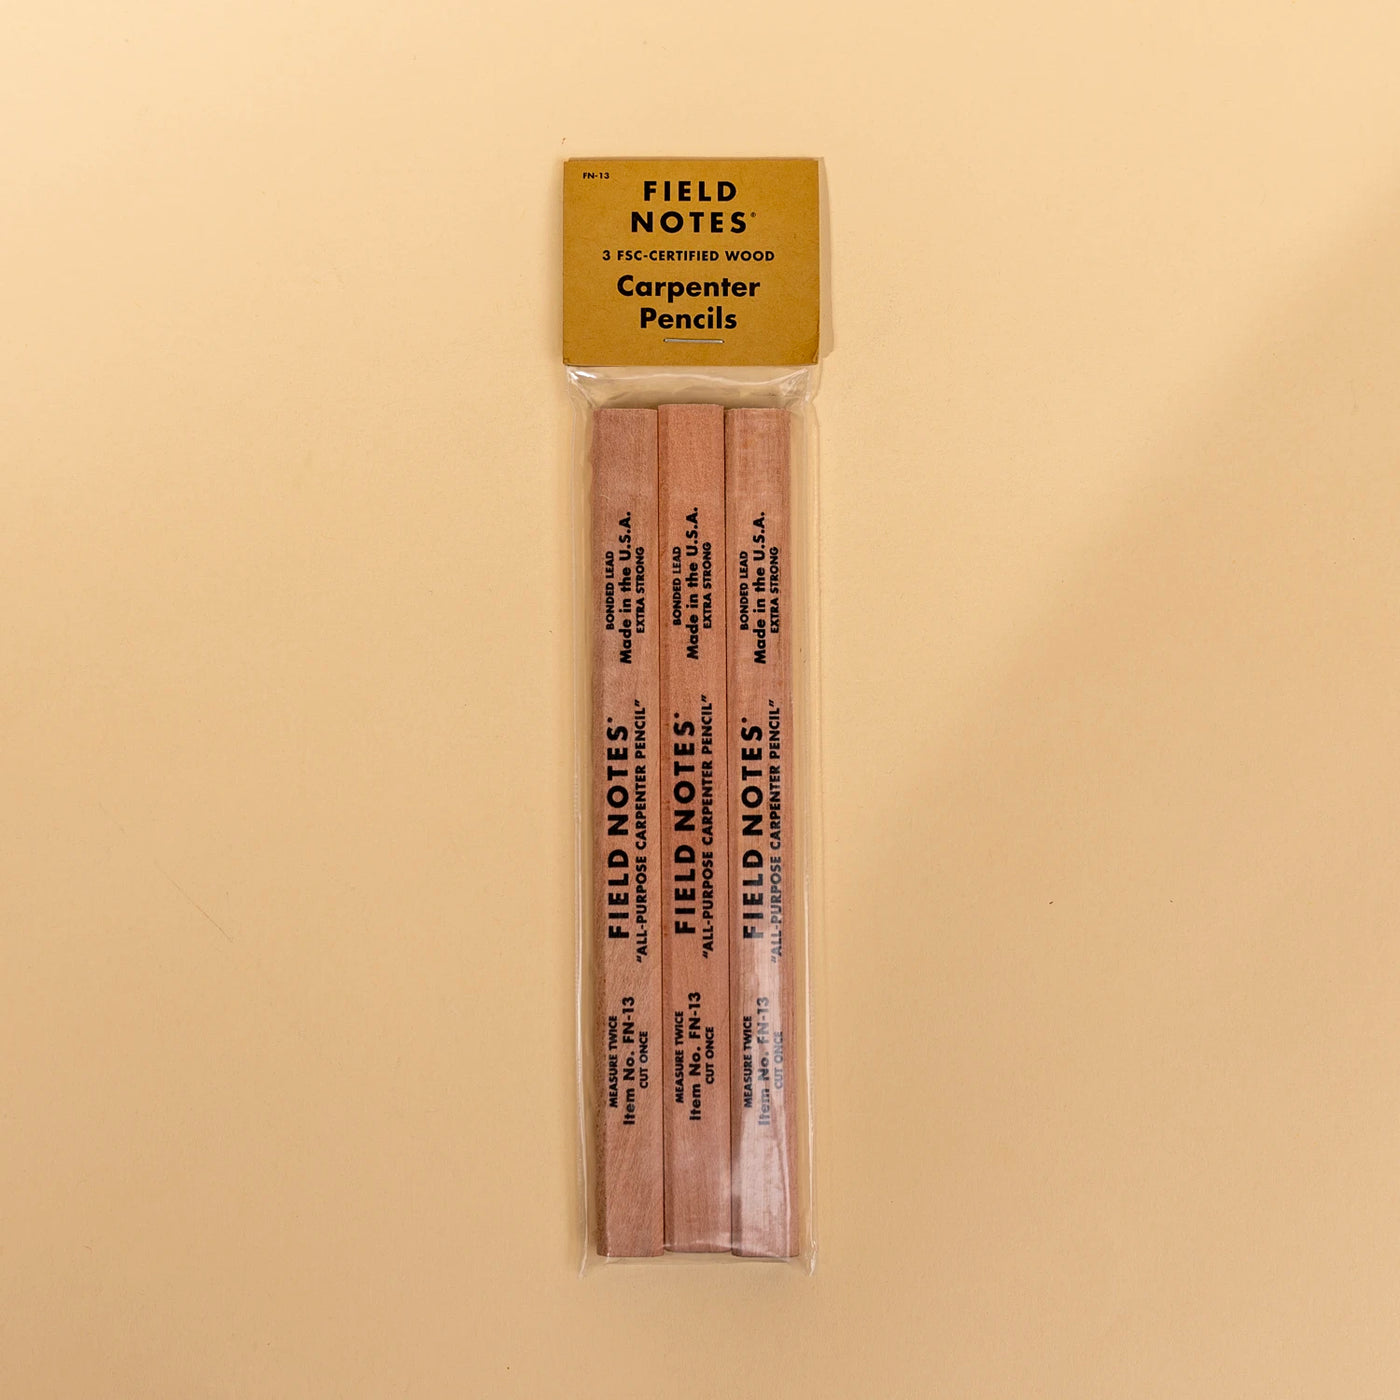 FN-13
FIELD
NOTES®
3 FSC-CERTIFIED WOOD
Carpenter
Pencils
MEASURE TWICE
Item No. FN-13
CUT ONCE
FIELD NOTES®
"ALL-PURPOSE CARPENTER PENCIL"
BONDED LEAD
Made in the U.S.A.
EXTRA STRONG
MEASURE TWICE
Item No. FN-13
CUT ONCE
FIELD NOTES®
"ALL-PURPOSE CARPENTER PENCIL"
BONDED LEAD
Made in the U.S.A.
EXTRA STRONG
MEASURE TWICE
Item No. FN-13
CUT ONCE
FIELD NOTES®
"ALL-PURPOSE CARPENTER PENCIL"
BONDED LEAD
Made in the U.S.A.
EXTRA STRONG